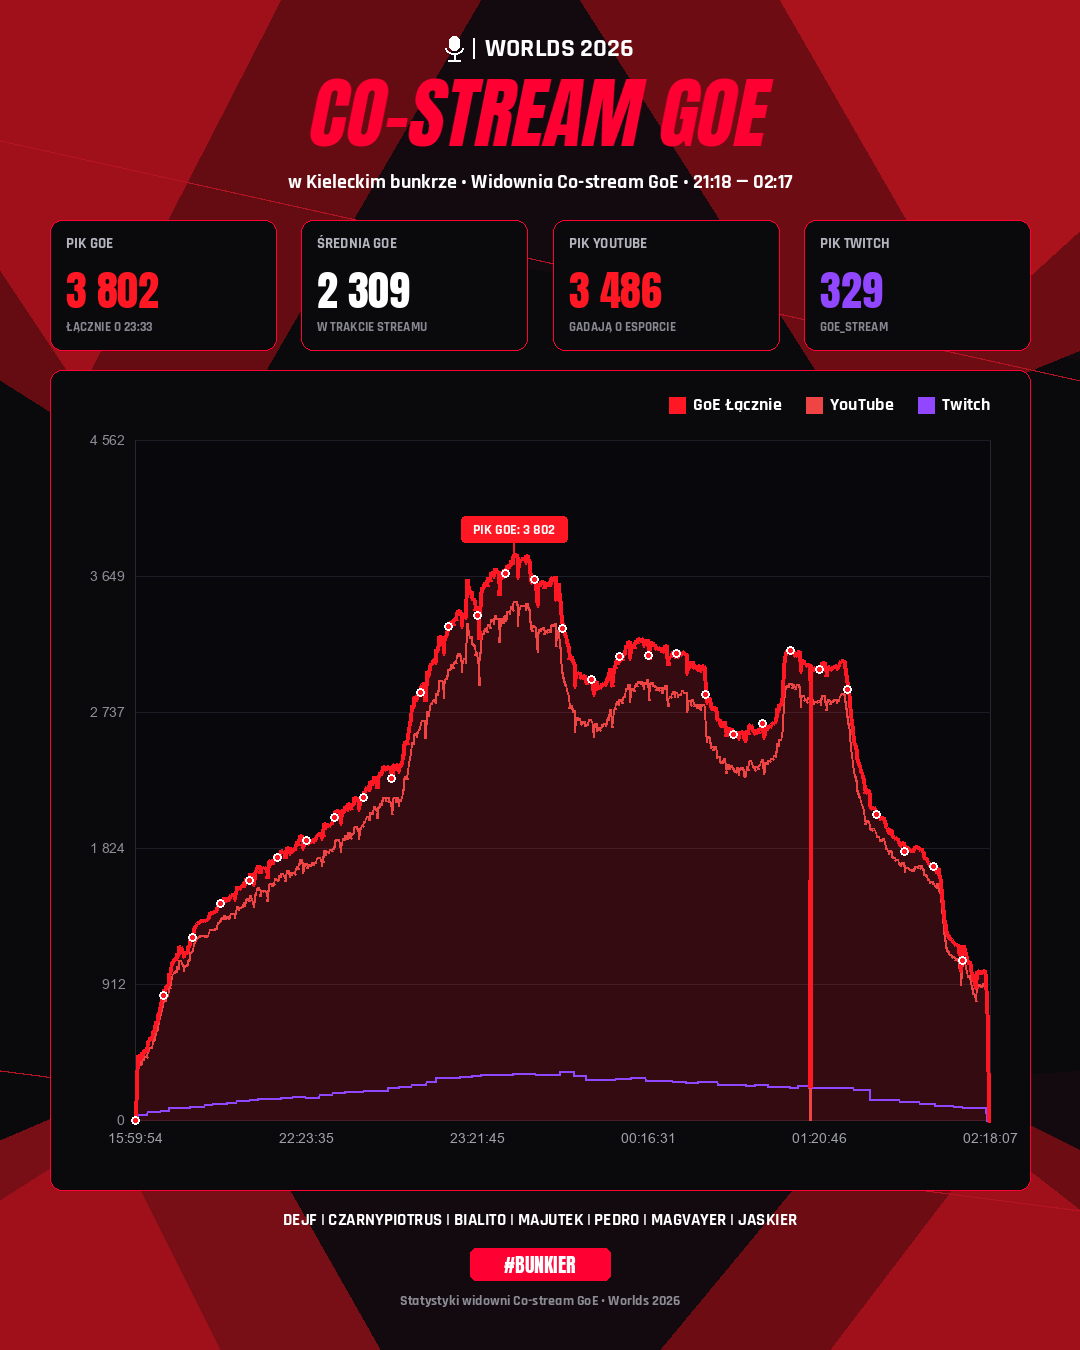 | WORLDS 2026
CO-STREAM GOE
w Kieleckim bunkrze • Widownia Co-stream GoE • 21:18 — 02:17
PIK GOE
3 802
ŁĄCZNIE O 23:33
ŚREDNIA GOE
2 309
W TRAKCIE STREAMU
PIK YOUTUBE
3 486
GADAJĄ O ESPORCIE
PIK TWITCH
329
GOE_STREAM
GoE Łącznie
YouTube
Twitch
4 562
3 649
2 737
1 824
912
0
PIK GOE: 3 802
15:59:54
22:23:35
23:21:45
00:16:31
01:20:46
02:18:07
DEJF | CZARNYPIOTRUS | BIALITO | MAJUTEK | PEDRO | MAGVAYER | JASKIER
#BUNKIER
Statystyki widowni Co-stream GoE • Worlds 2026